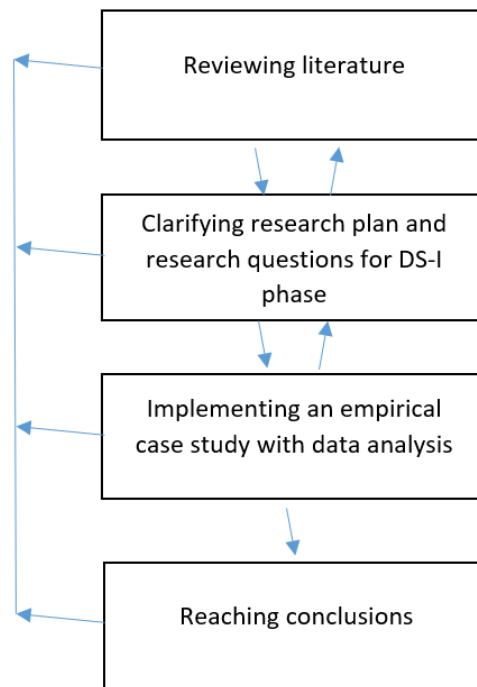 Reviewing literature
Clarifying research plan and
research questions for DS-I
phase
Implementing an empirical
case study with data analysis
Reaching conclusions